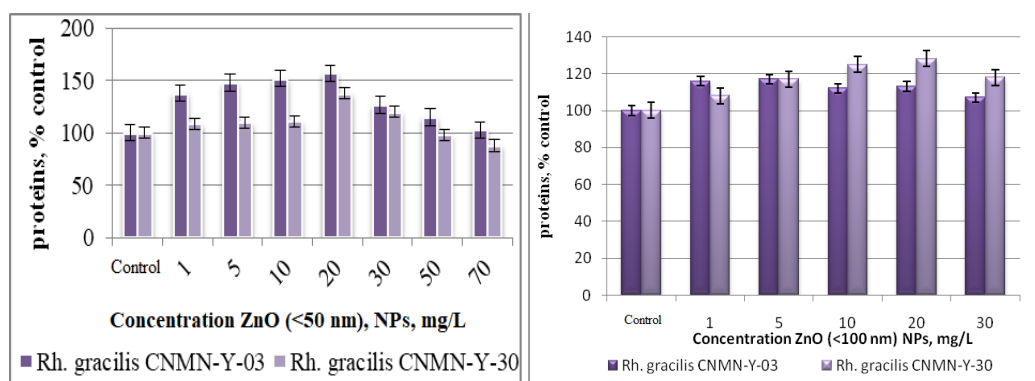 proteins, % control
200
150
100
50
0
Control 1 5 10 20 30 50 70
Concentration ZnO (<50 nm), NPs, mg/L
Rh. gracilis CNMN-Y-03 Rh. gracilis CNMN-Y-30
proteins, % control
140
120
100
80
60
40
20
0
Control 1 5 10 20 30
Concentration ZnO (<100 nm) NPs, mg/L
Rh. gracilis CNMN-Y-03 Rh. gracilis CNMN-Y-30